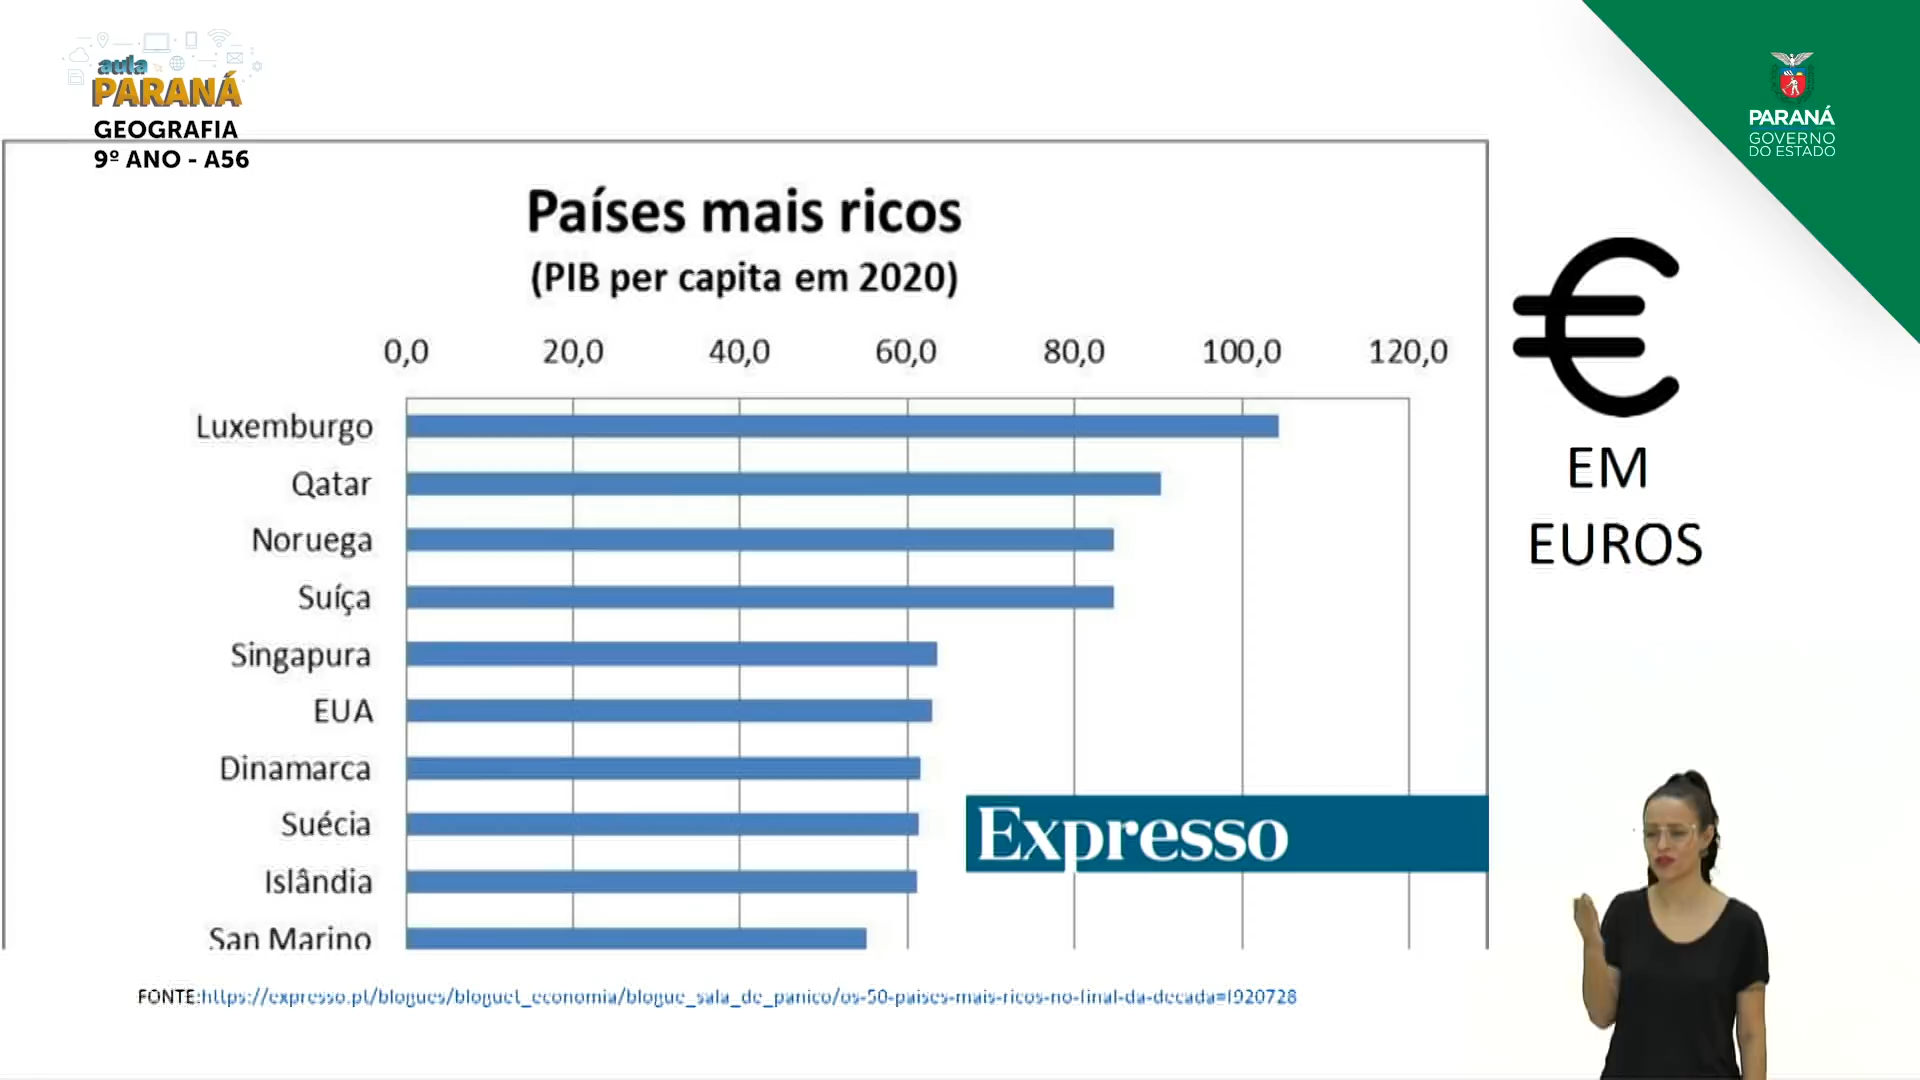 aula
PARANÁ
GEOGRAFIA
9º ANO - A56
PARANÁ
GOVERNO
DO ESTADO
Países mais ricos
(PIB per capita em 2020)
0,0 20,0 40,0 60,0 80,0 100,0 120,0
Luxemburgo
Qatar
Noruega
Suíça
Singapura
EUA
Dinamarca
Suécia
Islândia
San Marino
Expresso
€
EM
EUROS
FONTE:https://expresso.pt/blogues/bloguet_economia/blogue_sala_de_panico/os-50-paises-mais-ricos-no-final-da-decada=f920728